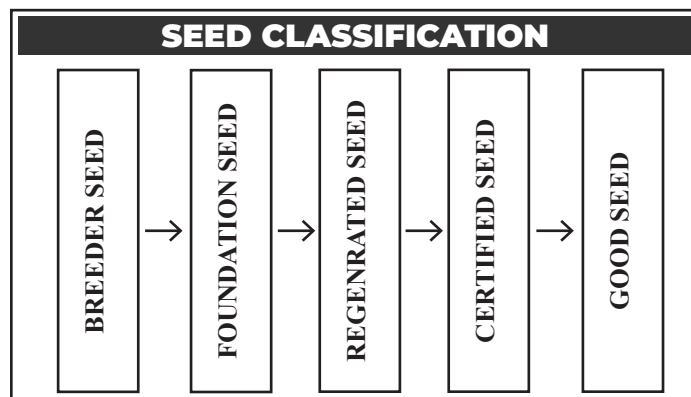 SEED CLASSIFICATION
BREEDER SEED
FOUNDATION SEED
REGENRATED SEED
CERTIFIED SEED
GOOD SEED